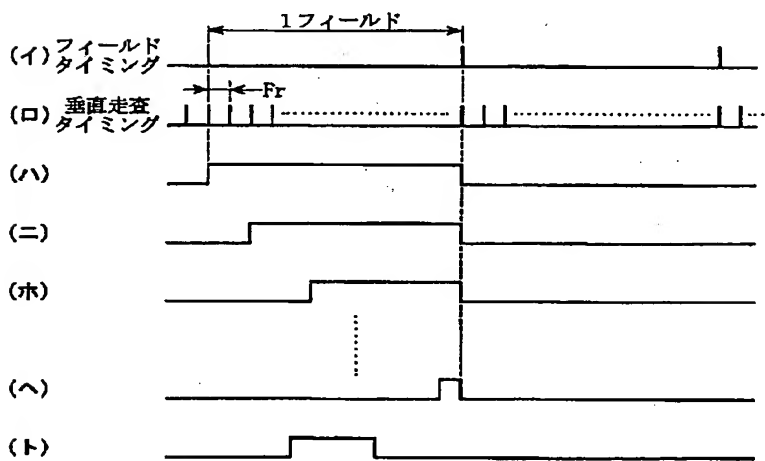 1フィールド
(イ) フィールド
タイミング
Fr
(ロ) 垂直走査
タイミング
(ハ)
(ニ)
(ホ)
(ヘ)
(ト)